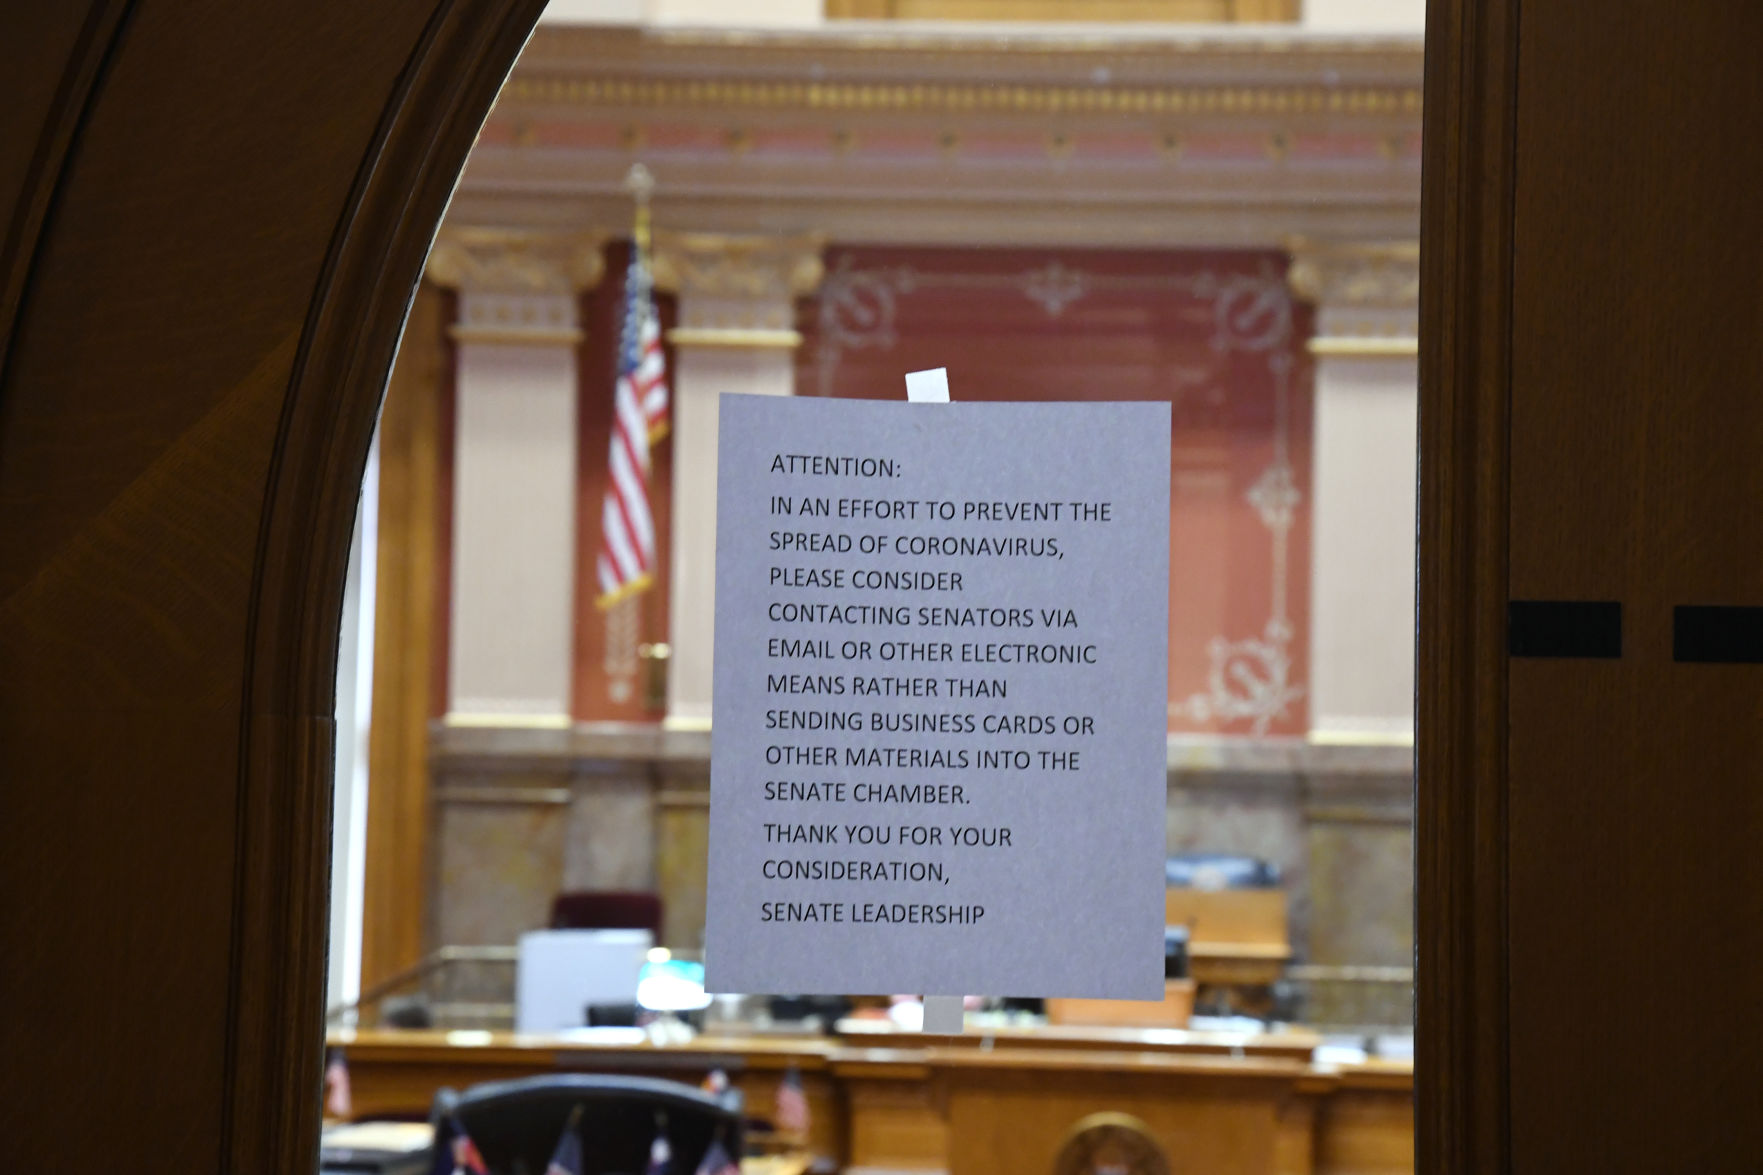 ATTENTION:
IN AN EFFORT TO PREVENT THE
SPREAD OF CORONAVIRUS,
PLEASE CONSIDER
CONTACTING SENATORS VIA
EMAIL OR OTHER ELECTRONIC
MEANS RATHER THAN
SENDING BUSINESS CARDS OR
OTHER MATERIALS INTO THE
SENATE CHAMBER.
THANK YOU FOR YOUR
CONSIDERATION,
SENATE LEADERSHIP